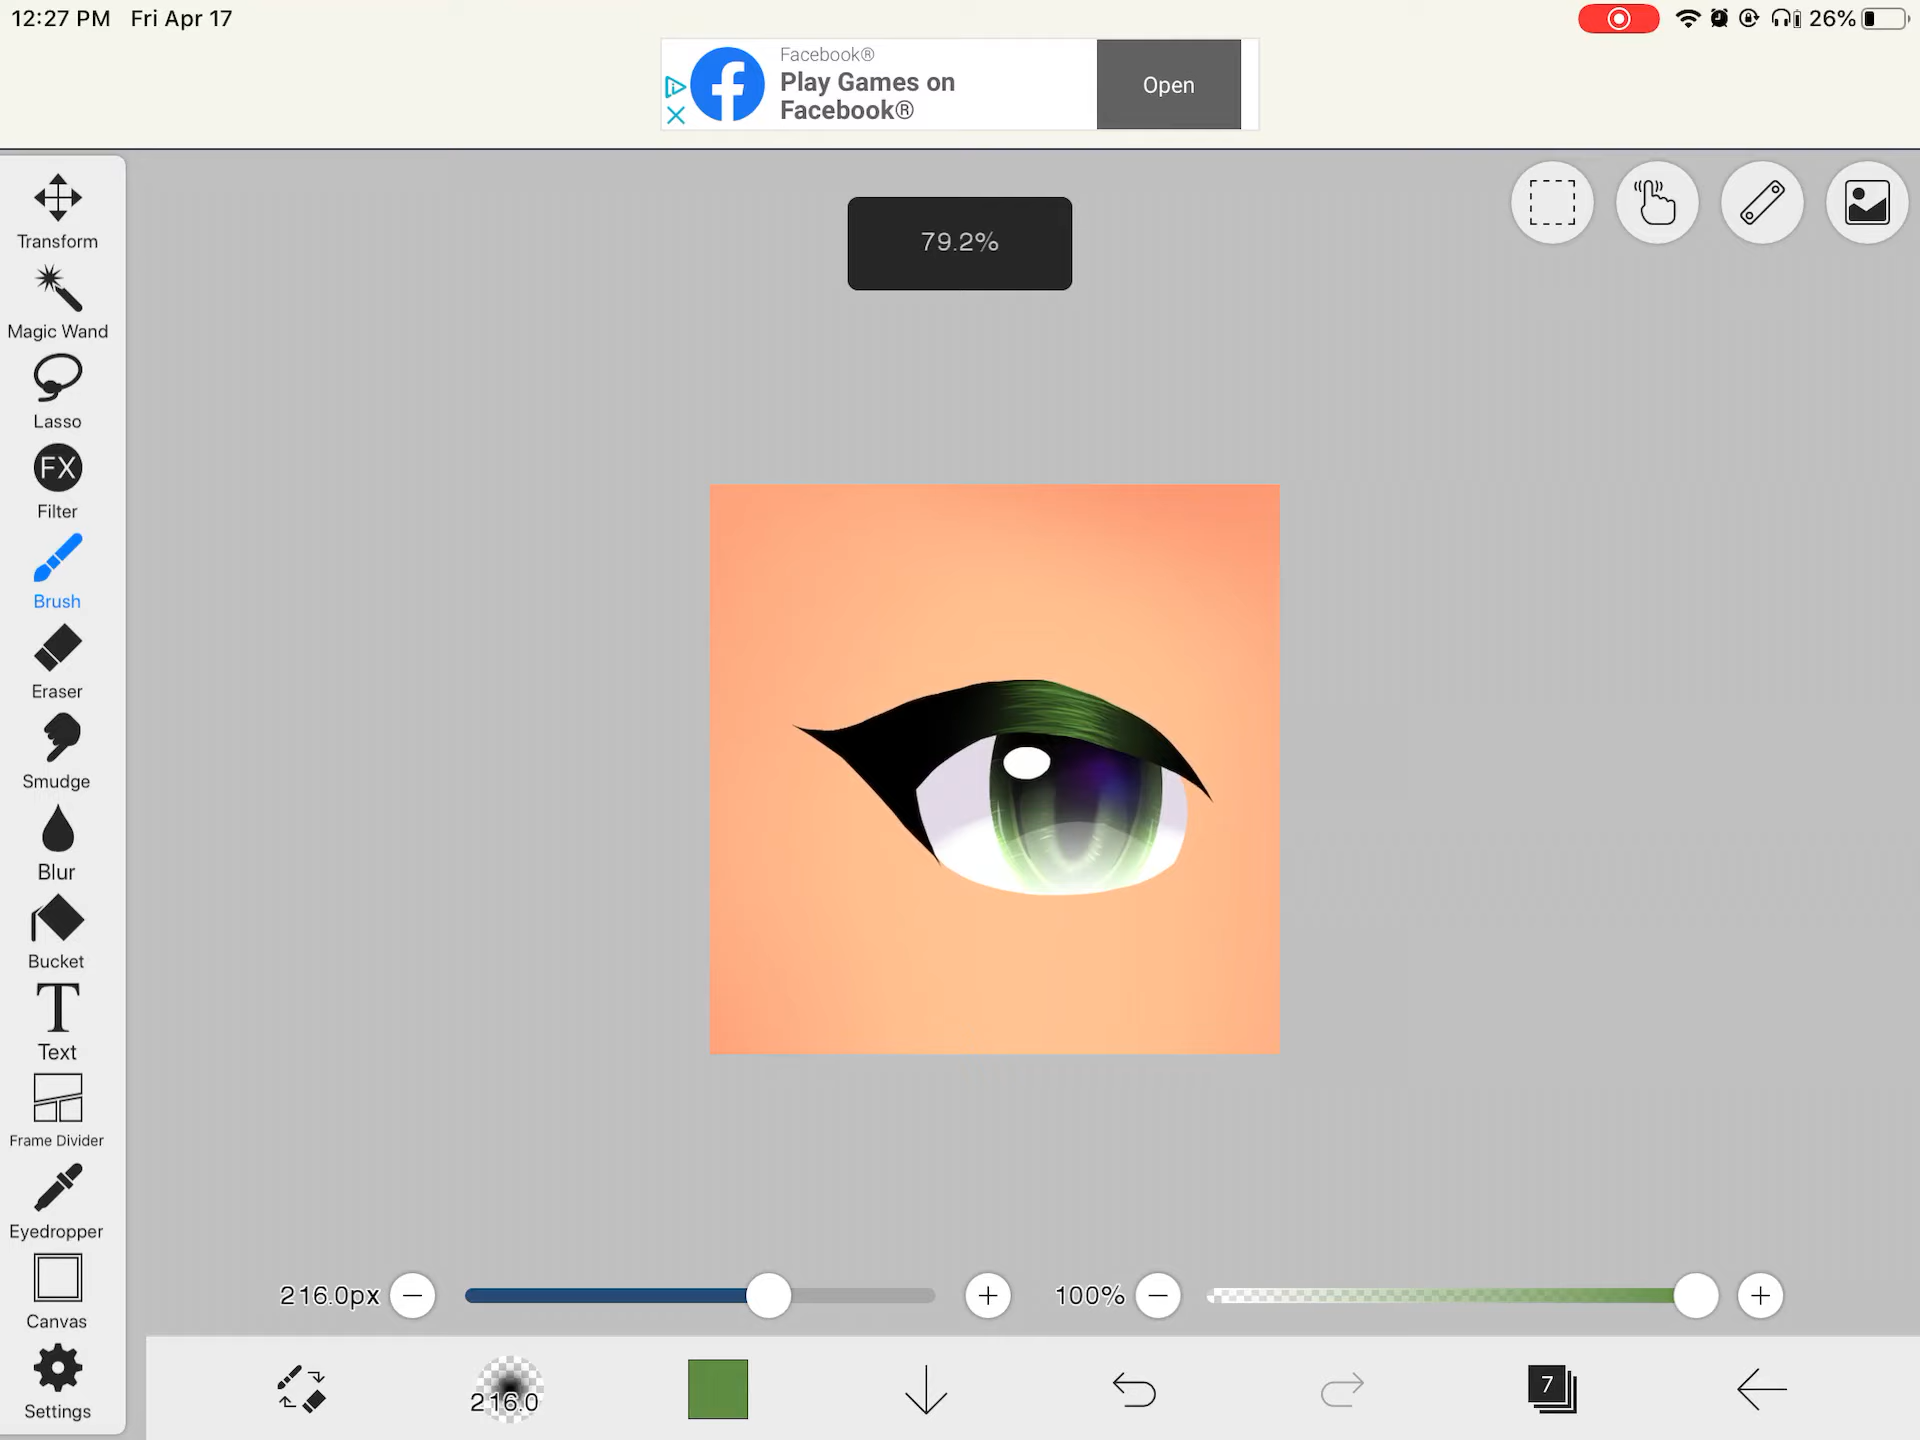 12:27 PM Fri Apr 17
26%
Facebook®
Play Games on
Facebook®
Open
79.2%
Transform
Magic Wand
Lasso
FX
Filter
Brush
Eraser
Smudge
Blur
Bucket
T
Text
Frame Divider
Eyedropper
Canvas
Settings
216.0px
100%
216.0
7